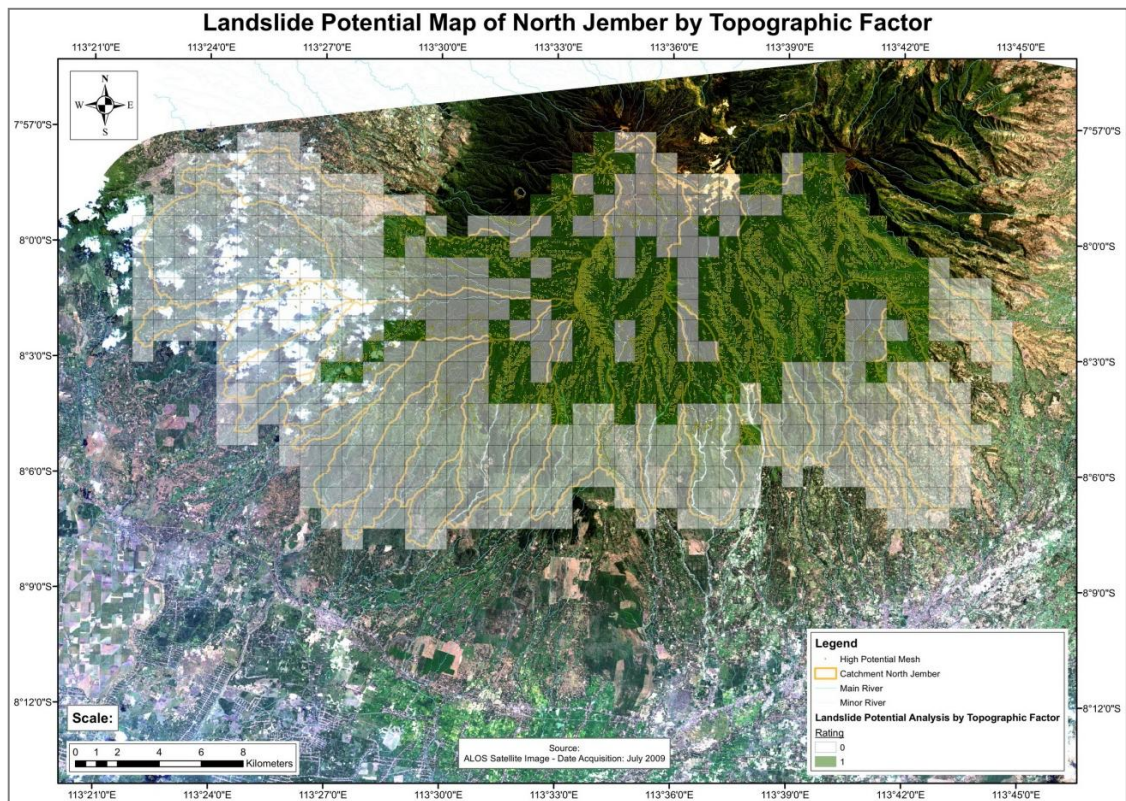 Landslide Potential Map of North Jember by Topographic Factor
113°21'0"E 113°24'0"E 113°27'0"E 113°30'0"E 113°33'0"E 113°36'0"E 113°39'0"E 113°42'0"E 113°45'0"E
N
W E
S
7°57'0"S 7°57'0"S
8°0'0"S 8°0'0"S
8°3'0"S 8°3'0"S
8°6'0"S 8°6'0"S
8°9'0"S 8°9'0"S
8°12'0"S 8°12'0"S
Legend
High Potential Mesh
Catchment North Jember
Main River
Minor River
Landslide Potential Analysis by Topographic Factor
Rating
0
1
Scale:
0 1 2 4 6 8
Kilometers
Source:
ALOS Satellite Image - Date Acquisition: July 2009
113°21'0"E 113°24'0"E 113°27'0"E 113°30'0"E 113°33'0"E 113°36'0"E 113°39'0"E 113°42'0"E 113°45'0"E